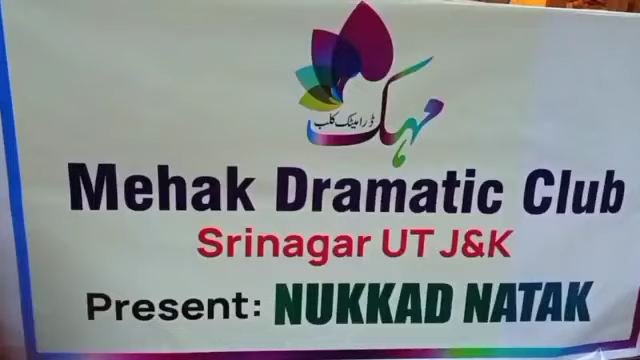 مہک
ڈرامیٹک کلب
Mehak Dramatic Club
Srinagar UT J&K
Present: NUKKAD NATAK